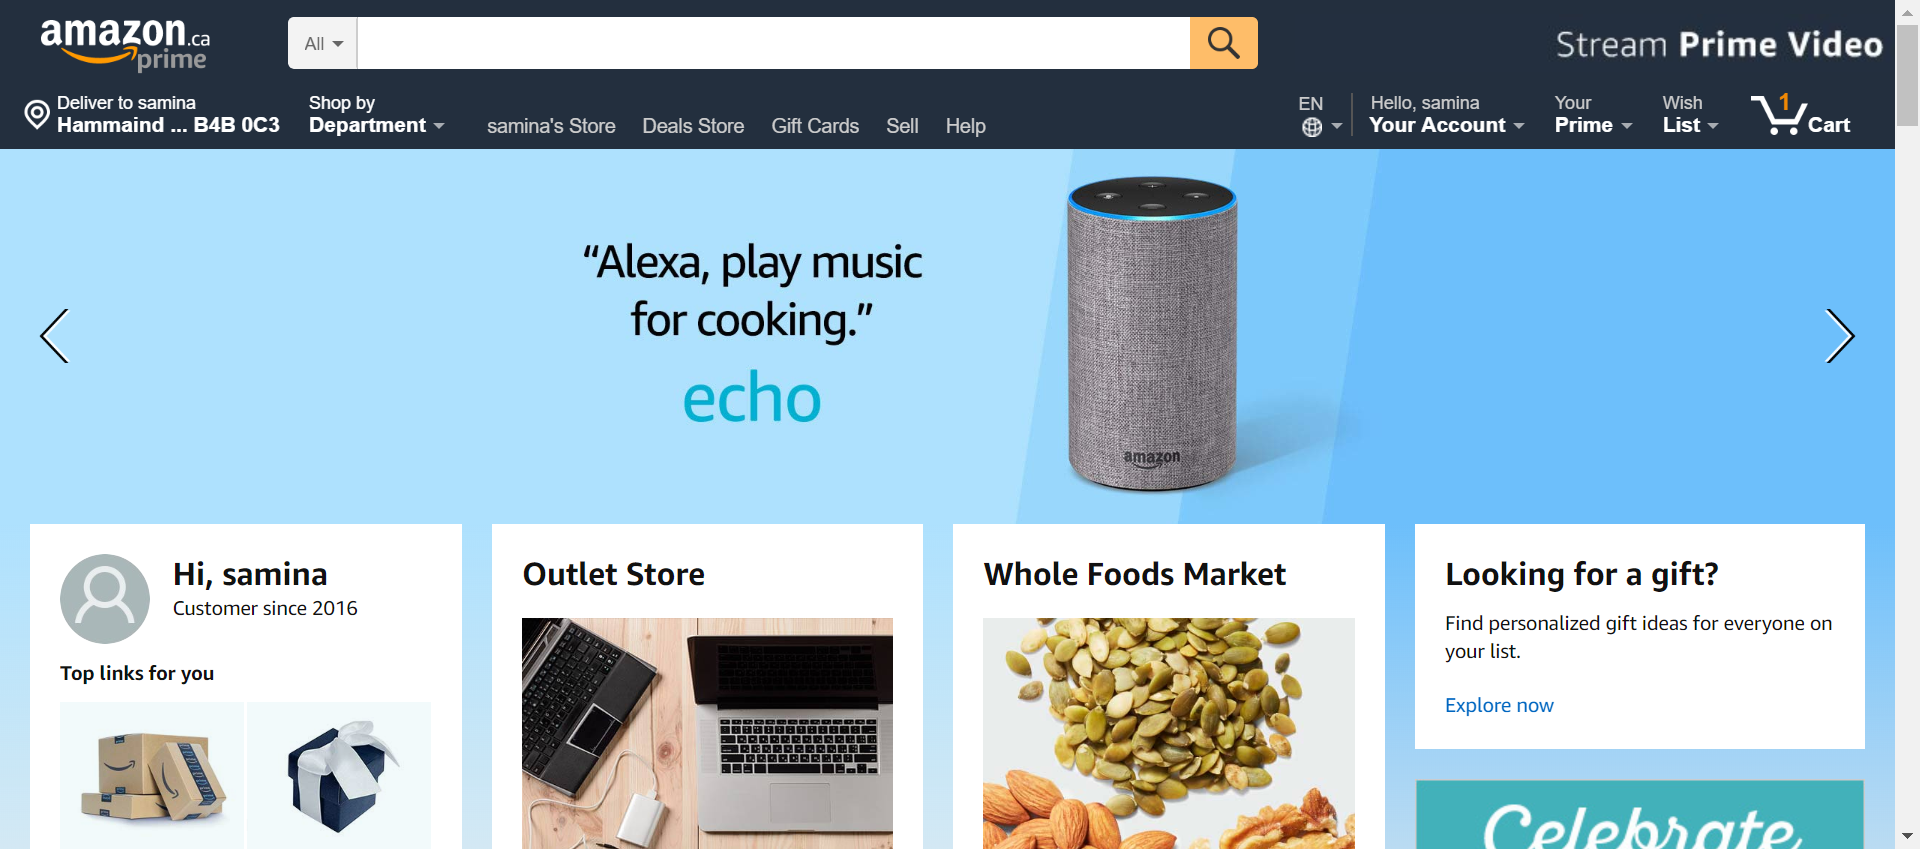 amazon.ca
prime
All
Stream Prime Video
Deliver to samina
Hammaind ... B4B 0C3
Shop by
Department
samina's Store
Deals Store
Gift Cards
Sell
Help
EN
Hello, samina
Your Account
Your
Prime
Wish
List
1
Cart
“Alexa, play music
for cooking.”
echo
amazon
Hi, samina
Customer since 2016
Top links for you
Outlet Store
Whole Foods Market
Looking for a gift?
Find personalized gift ideas for everyone on
your list.
Explore now
Celebrate